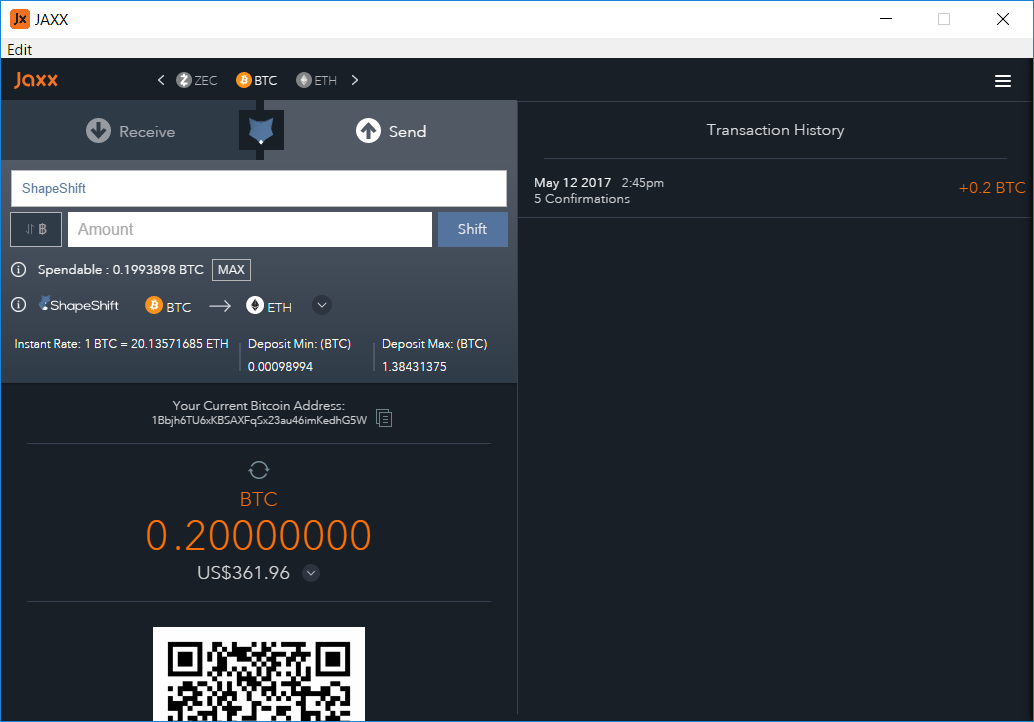 Jx JAXX
Edit
Jaxx
ZEC BTC ETH
Receive
Send
ShapeShift
฿ Amount Shift
Spendable : 0.1993898 BTC MAX
ShapeShift BTC → ETH
Instant Rate: 1 BTC = 20.13571685 ETH
Deposit Min: (BTC)
0.00098994
Deposit Max: (BTC)
1.38431375
Your Current Bitcoin Address:
1Bbjh6TU6xKBSAXFqSx23au46imKedhG5W
BTC
0.20000000
US$361.96
Transaction History
May 12 2017 2:45pm
+0.2 BTC
5 Confirmations